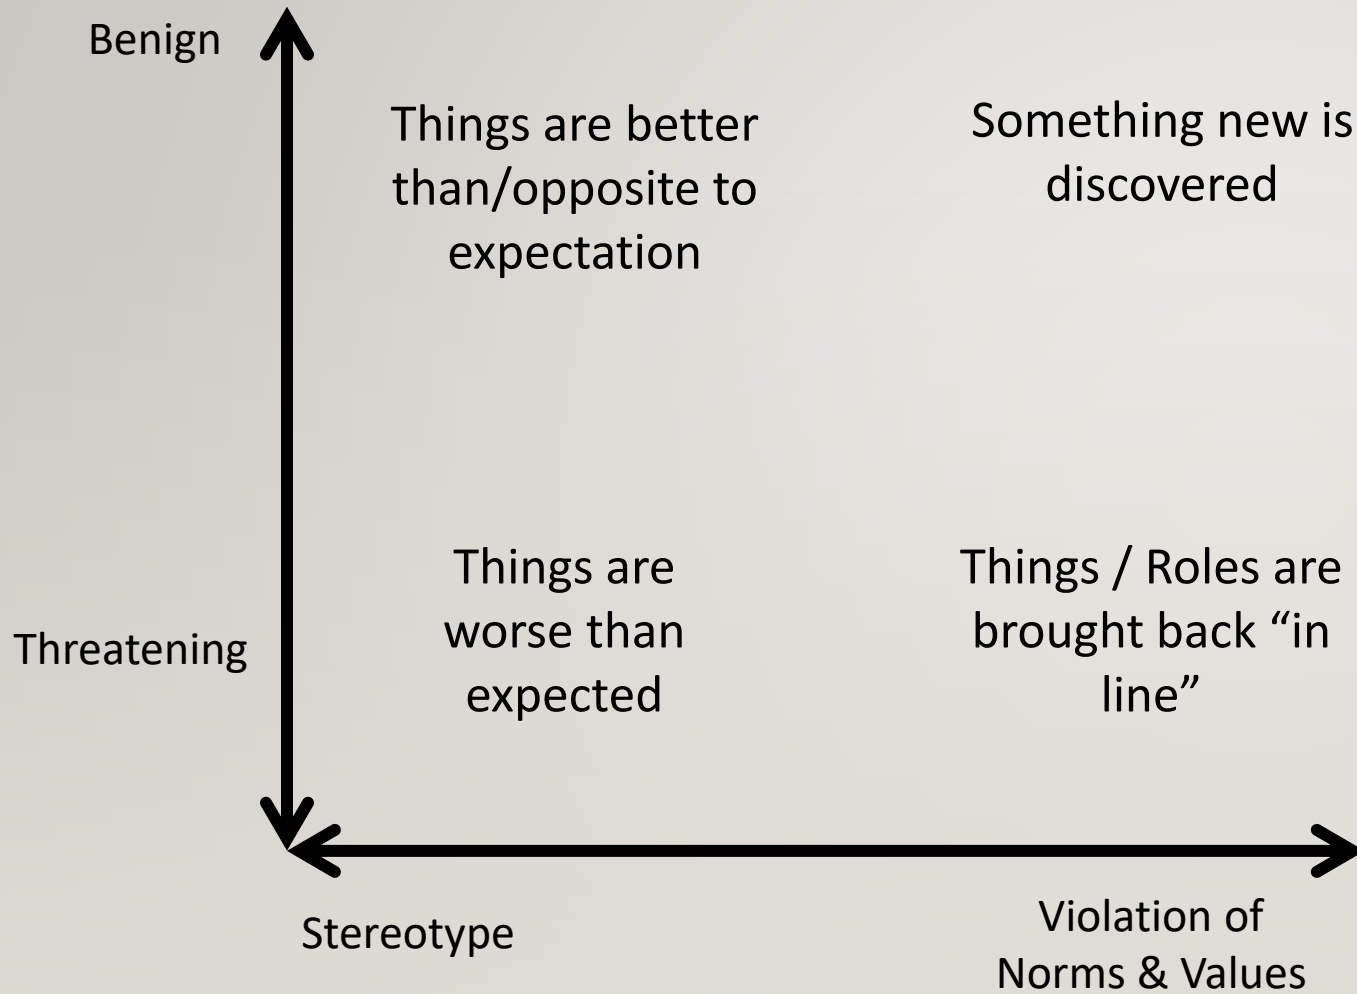 Benign
Things are better
than/opposite to
expectation
Something new is
discovered
Threatening
Things are
worse than
expected
Things / Roles are
brought back “in
line”
Stereotype
Violation of
Norms & Values